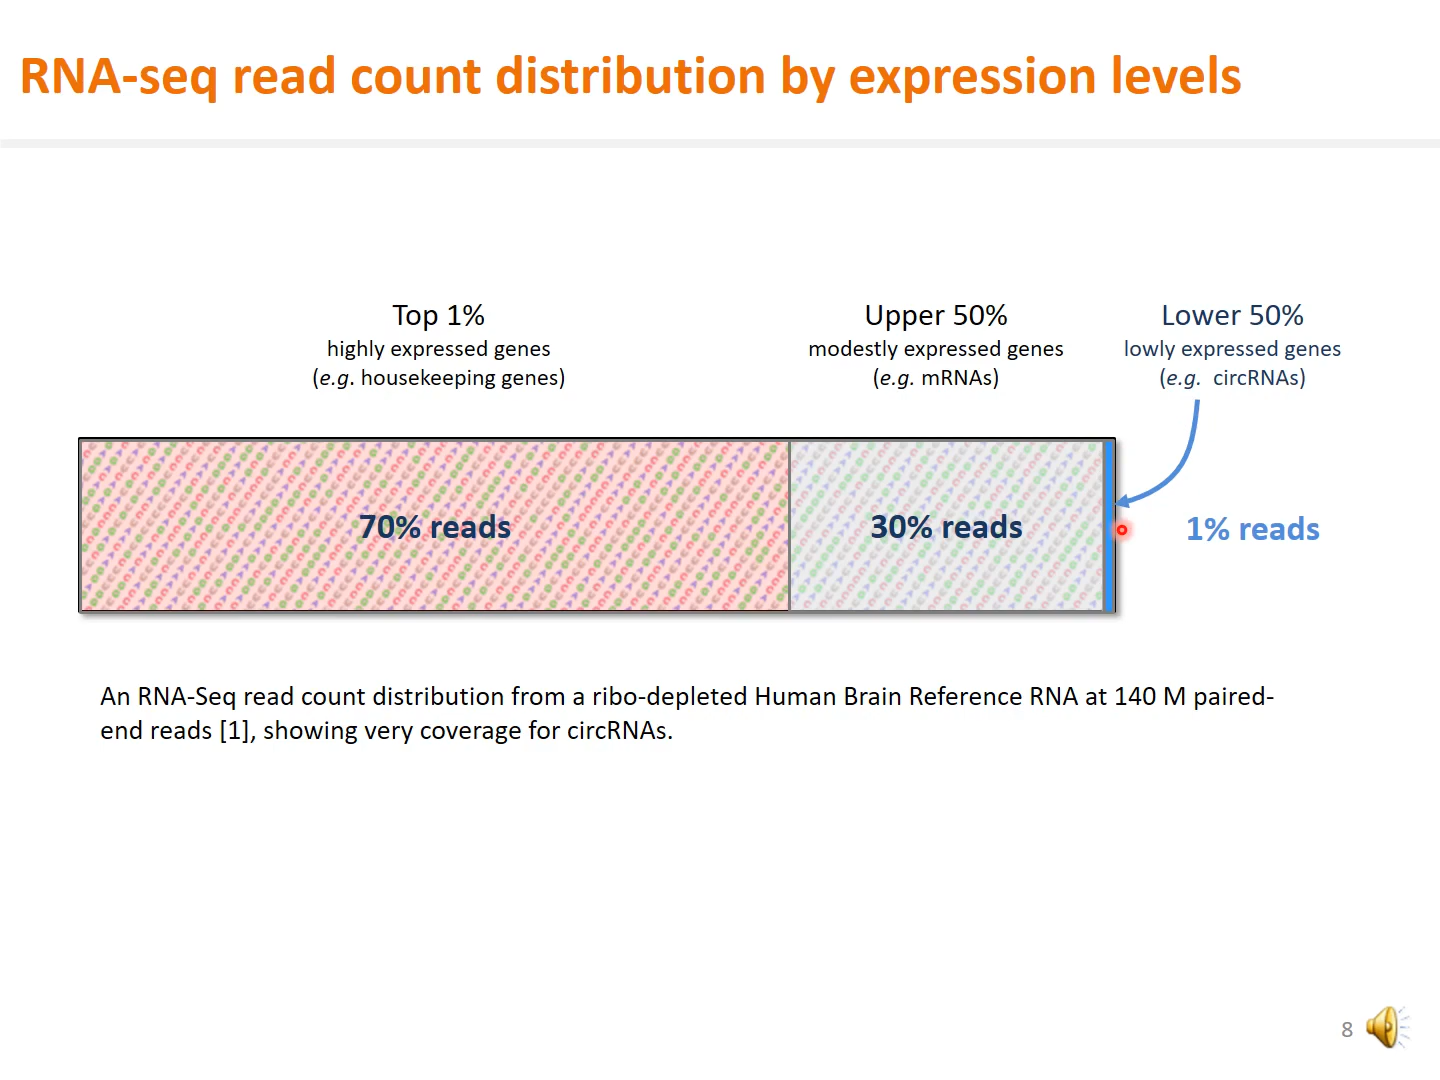 RNA-seq read count distribution by expression levels
Top 1%
highly expressed genes
(e.g. housekeeping genes)
Upper 50%
modestly expressed genes
(e.g. mRNAs)
Lower 50%
lowly expressed genes
(e.g. circRNAs)
70% reads
30% reads
1% reads
An RNA-Seq read count distribution from a ribo-depleted Human Brain Reference RNA at 140 M paired-
end reads [1], showing very coverage for circRNAs.
8